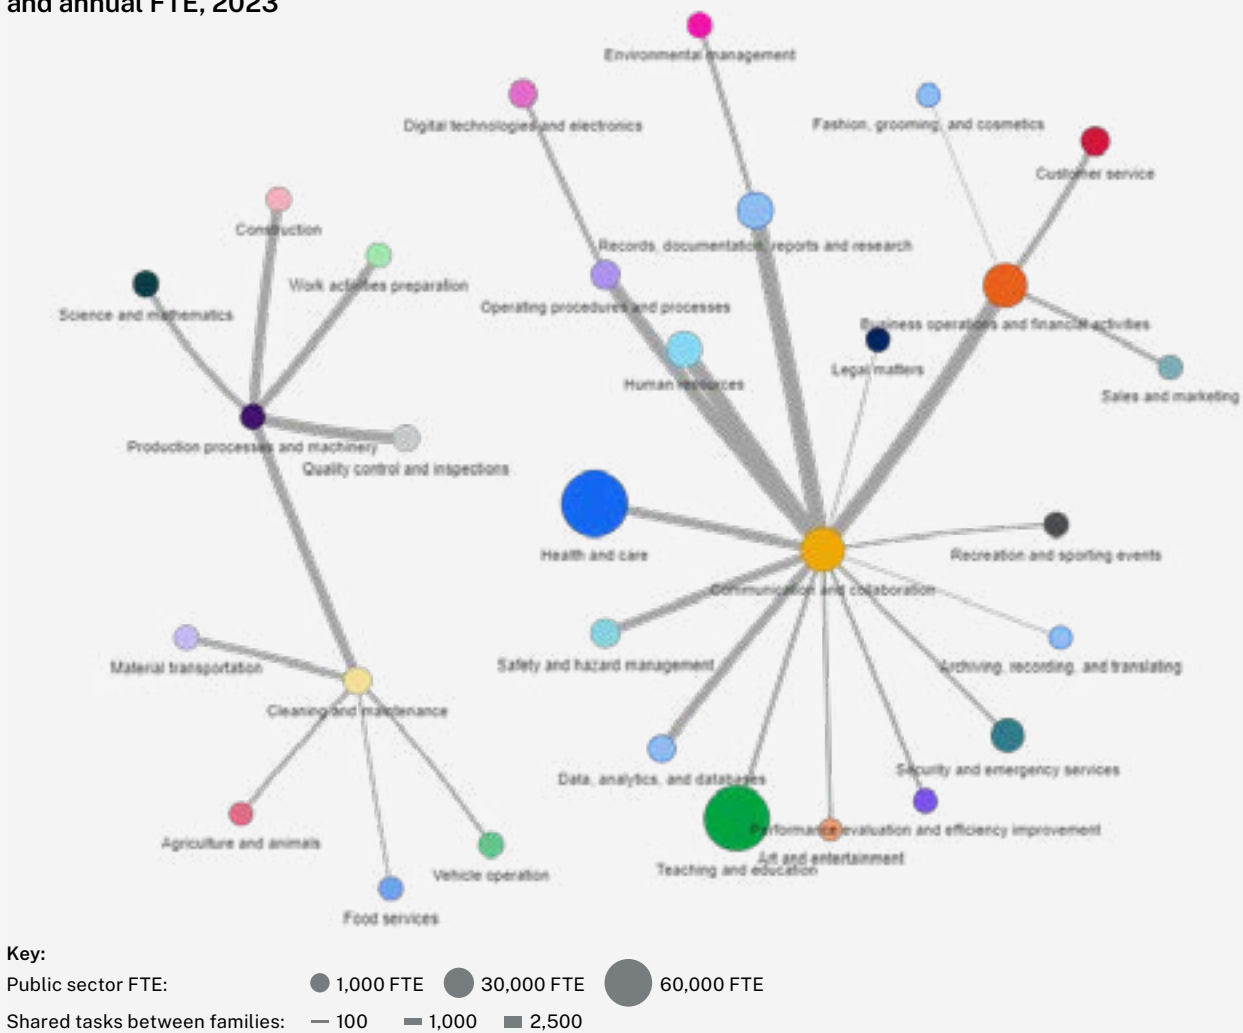 and annual FTE, 2023
Environmental management
Digital technologies and electronics
Fashion, grooming, and cosmetics
Customer service
Construction
Records, documentation, reports and research
Work activities preparation
Science and mathematics
Operating procedures and processes
Business operations and financial activities
Legal matters
Human resources
Sales and marketing
Production processes and machinery
Quality control and inspections
Health and care
Recreation and sporting events
Communication and collaboration
Safety and hazard management
Archiving, recording, and translating
Material transportation
Cleaning and maintenance
Security and emergency services
Data, analytics, and databases
Performance evaluation and efficiency improvement
Agriculture and animals
Art and entertainment
Teaching and education
Vehicle operation
Food services
Key:
Public sector FTE: 1,000 FTE 30,000 FTE 60,000 FTE
Shared tasks between families: 100 1,000 2,500